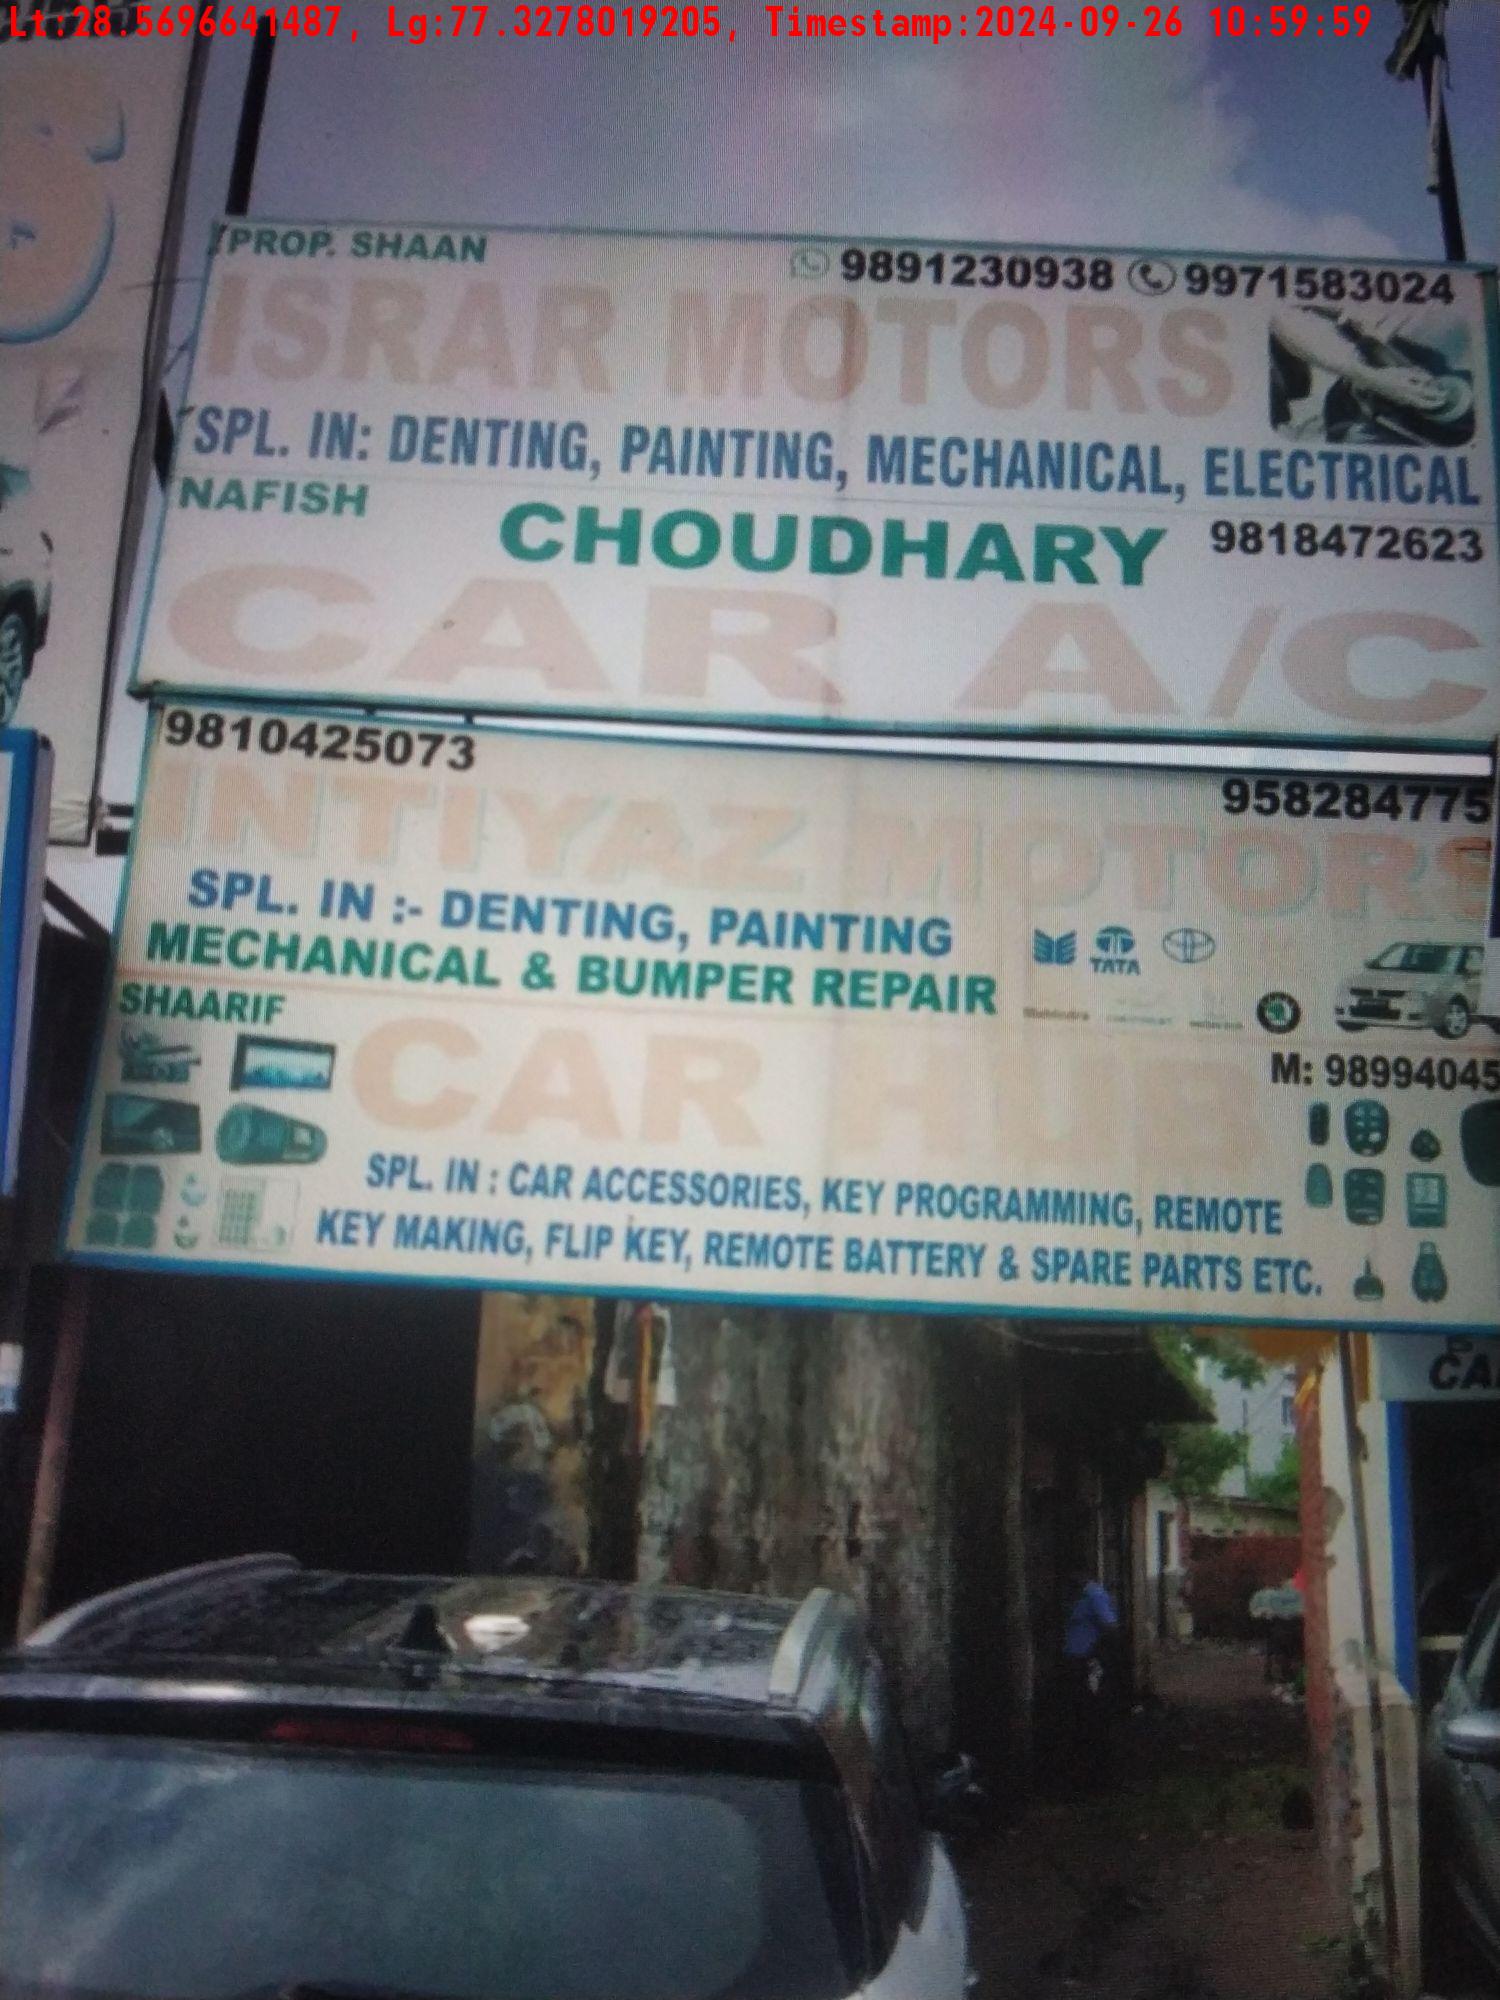 Lt:28.5696641487, Lg:77.3278019205, Timestamp:2024-09-26 10:59:59
PROP. SHAAN
9891230938 9971583024
ISRAR MOTORS
SPL. IN: DENTING, PAINTING, MECHANICAL, ELECTRICAL
NAFISH
CHOUDHARY
9818472623
CAR A/C
9810425073
958284775
INTIYAZ MOTORS
SPL. IN :- DENTING, PAINTING
MECHANICAL & BUMPER REPAIR
TATA
Mahindra
SHAARIF
CAR HUB
M: 98994045
SPL. IN : CAR ACCESSORIES, KEY PROGRAMMING, REMOTE
KEY MAKING, FLIP KEY, REMOTE BATTERY & SPARE PARTS ETC.
CA